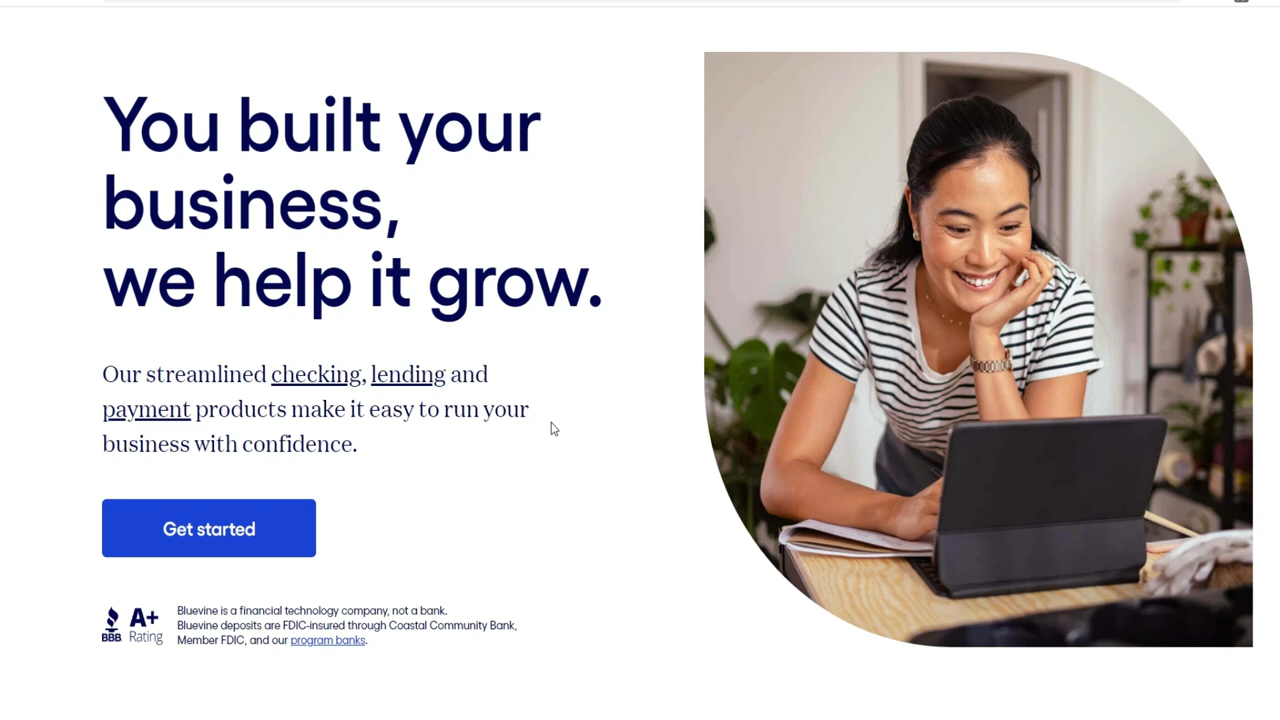 You built your
business,
we help it grow.
Our streamlined checking, lending and
payment products make it easy to run your
business with confidence.
Get started
BBB
A+
Rating
Bluevine is a financial technology company, not a bank.
Bluevine deposits are FDIC-insured through Coastal Community Bank,
Member FDIC, and our program banks.